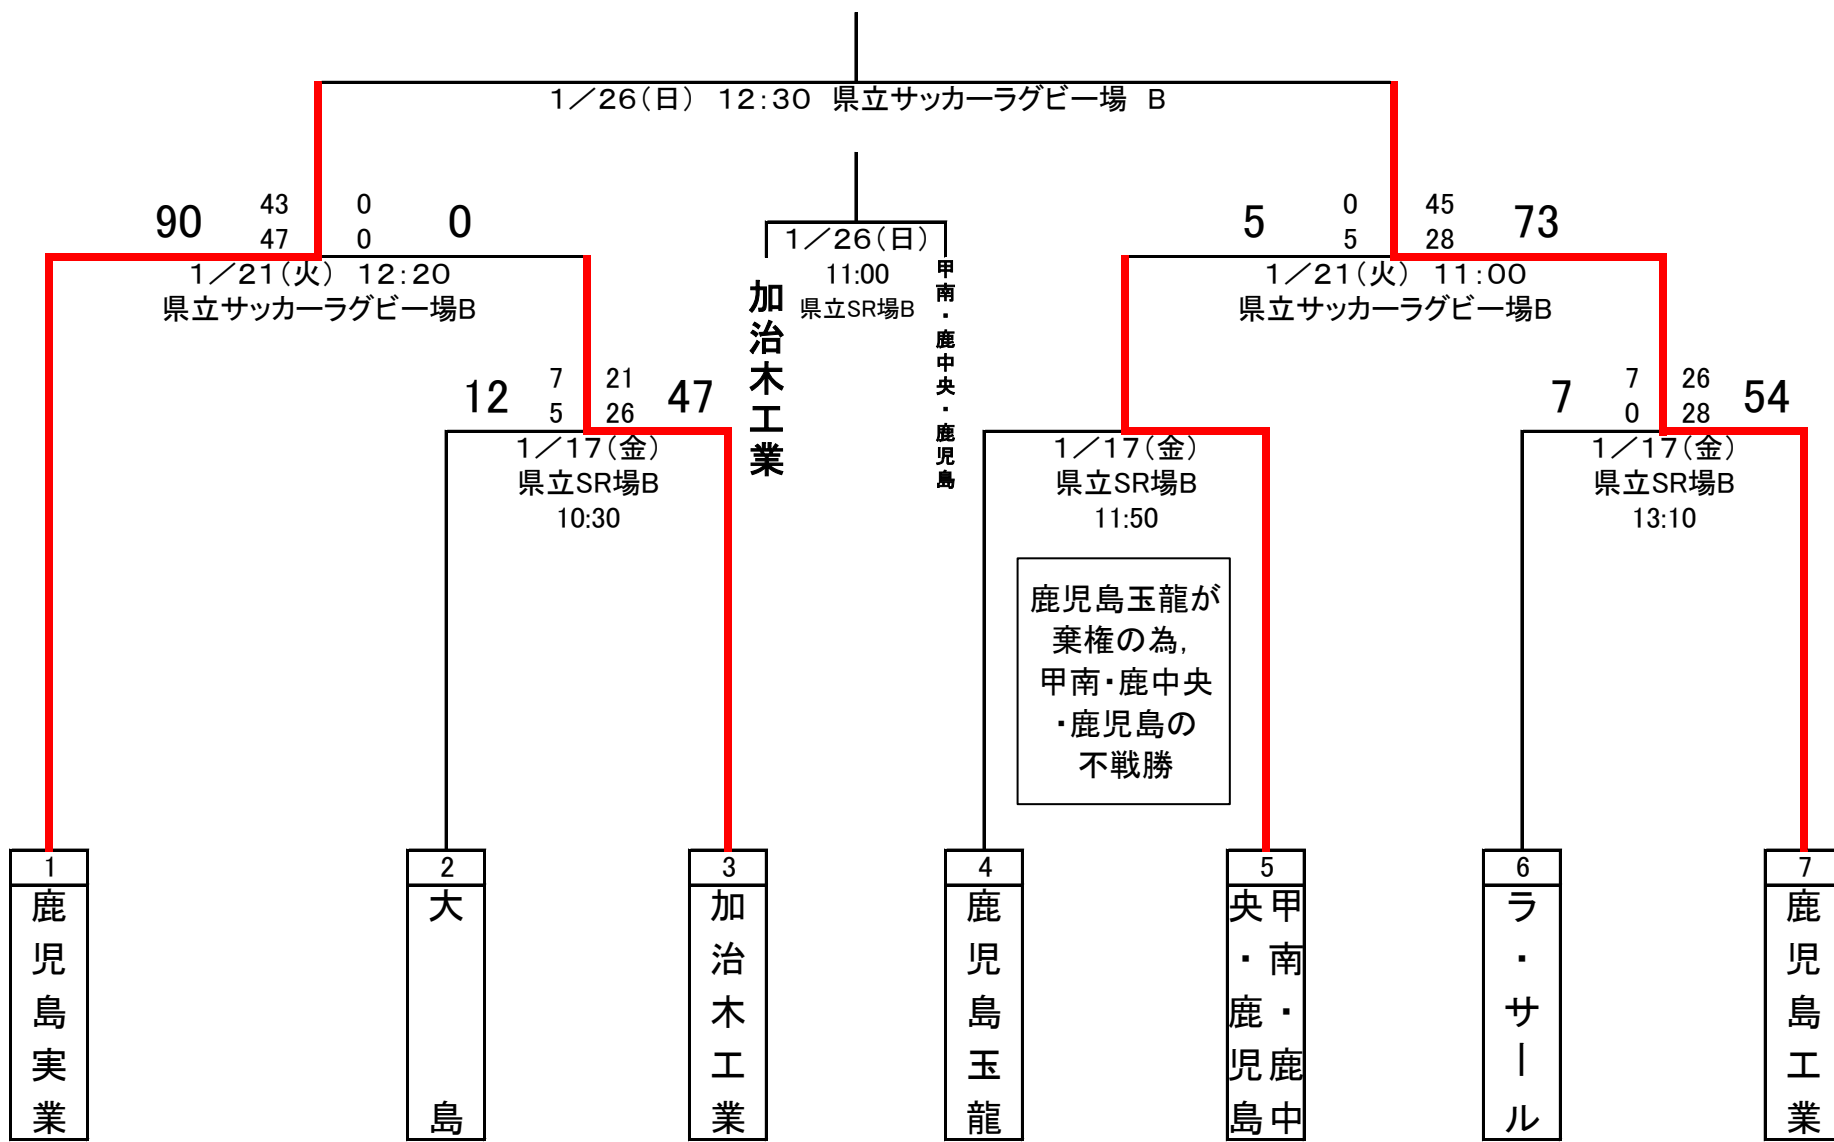 1／26(日) 12:30 県立サッカーラグビー場 B
90 43 0 0
47 0
1／21(火) 12:20
県立サッカーラグビー場B
1／26(日)
11:00
県立SR場B
加治木工業
甲南・鹿中央・鹿児島
5 0 45 73
5 28
1／21(火) 11:00
県立サッカーラグビー場B
12 7 21 47
5 26
1／17(金)
県立SR場B
10:30
1／17(金)
県立SR場B
11:50
7 7 26 54
0 28
1／17(金)
県立SR場B
13:10
鹿児島玉龍が
棄権の為,
甲南・鹿中央
・鹿児島の
不戦勝
1
鹿児島実業
2
大島
3
加治木工業
4
鹿児島玉龍
5
甲南・鹿中
央・鹿児島
6
ラ・サール
7
鹿児島工業